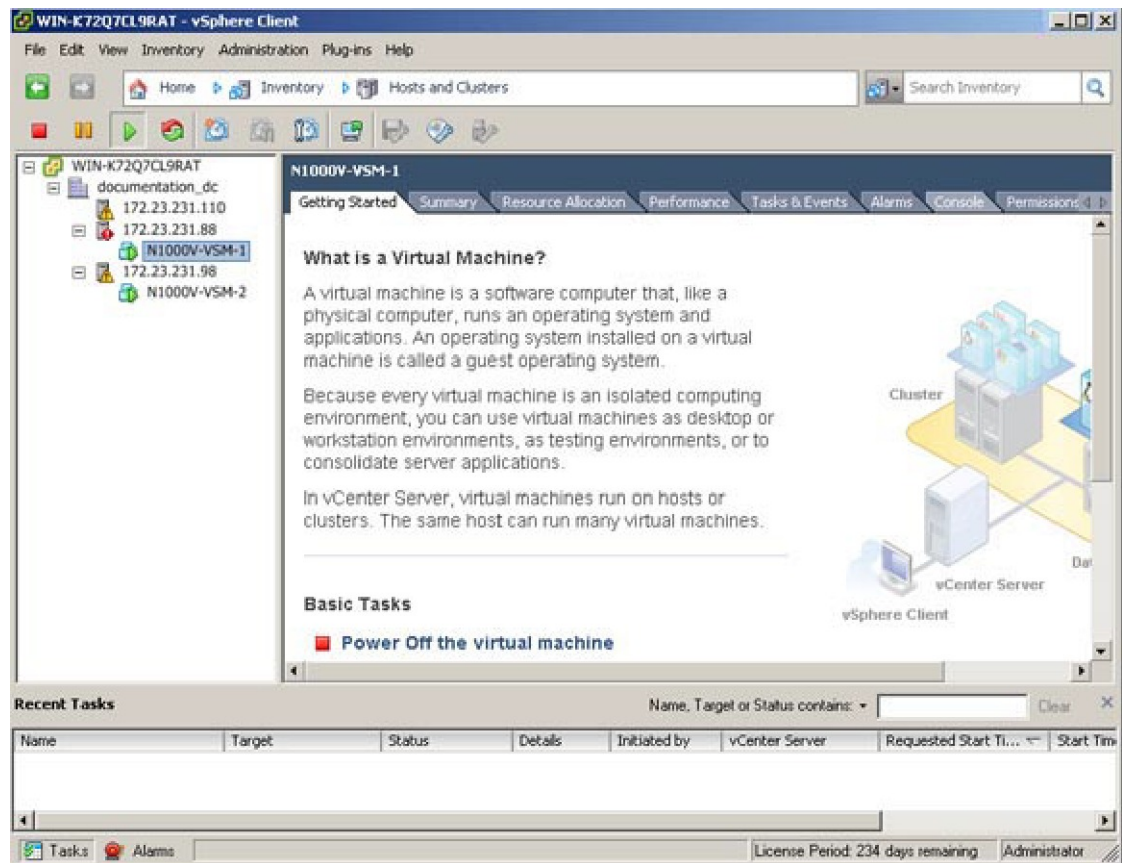 WIN-K72Q7CL9RAT - vSphere Client
File Edit View Inventory Administration Plug-ins Help
Home Inventory Hosts and Clusters Search Inventory
WIN-K72Q7CL9RAT
documentation_dc
172.23.231.110
172.23.231.88
N1000V-VSM-1
172.23.231.98
N1000V-VSM-2
N1000V-VSM-1
Getting Started Summary Resource Allocation Performance Tasks & Events Alarms Console Permissions
What is a Virtual Machine?
A virtual machine is a software computer that, like a
physical computer, runs an operating system and
applications. An operating system installed on a virtual
machine is called a guest operating system.
Because every virtual machine is an isolated computing
environment, you can use virtual machines as desktop or
workstation environments, as testing environments, or to
consolidate server applications.
In vCenter Server, virtual machines run on hosts or
clusters. The same host can run many virtual machines.
Cluster
vCenter Server
vSphere Client
Basic Tasks
Power Off the virtual machine
Recent Tasks Name, Target or Status contains: Clear
Name Target Status Details Initiated by vCenter Server Requested Start Ti... Start Tim
Tasks Alarms License Period: 234 days remaining Administrator